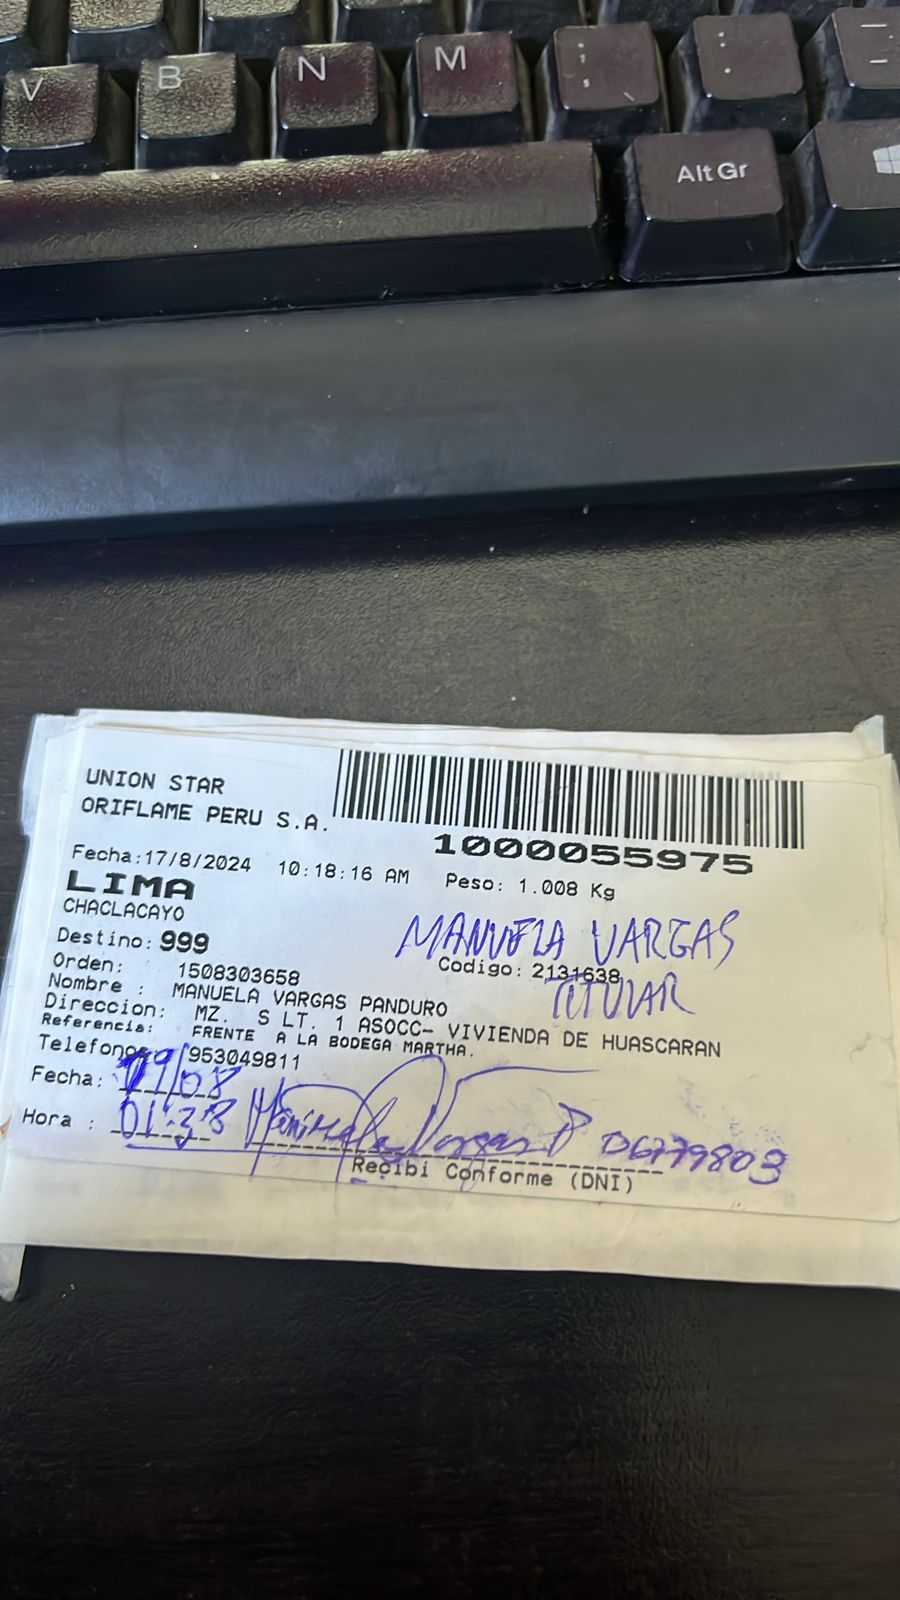 V B N M ; , : .
Alt Gr
UNION STAR
ORIFLAME PERU S.A.
1000055975
Fecha:17/8/2024 10:18:16 AM Peso: 1.008 Kg
LIMA
CHACLACAYO
MANUELA VARGAS
Destino: 999
Codigo: 2131638
Orden: 1508303658
TITULAR
Nombre : MANUELA VARGAS PANDURO
Direccion: MZ. S LT. 1 ASOCC- VIVIENDA DE HUASCARAN
Referencia: FRENTE A LA BODEGA MARTHA.
Telefono: 953049811
Fecha: 19/08
Hora :
Vargas P 06779803
Recibi Conforme (DNI)